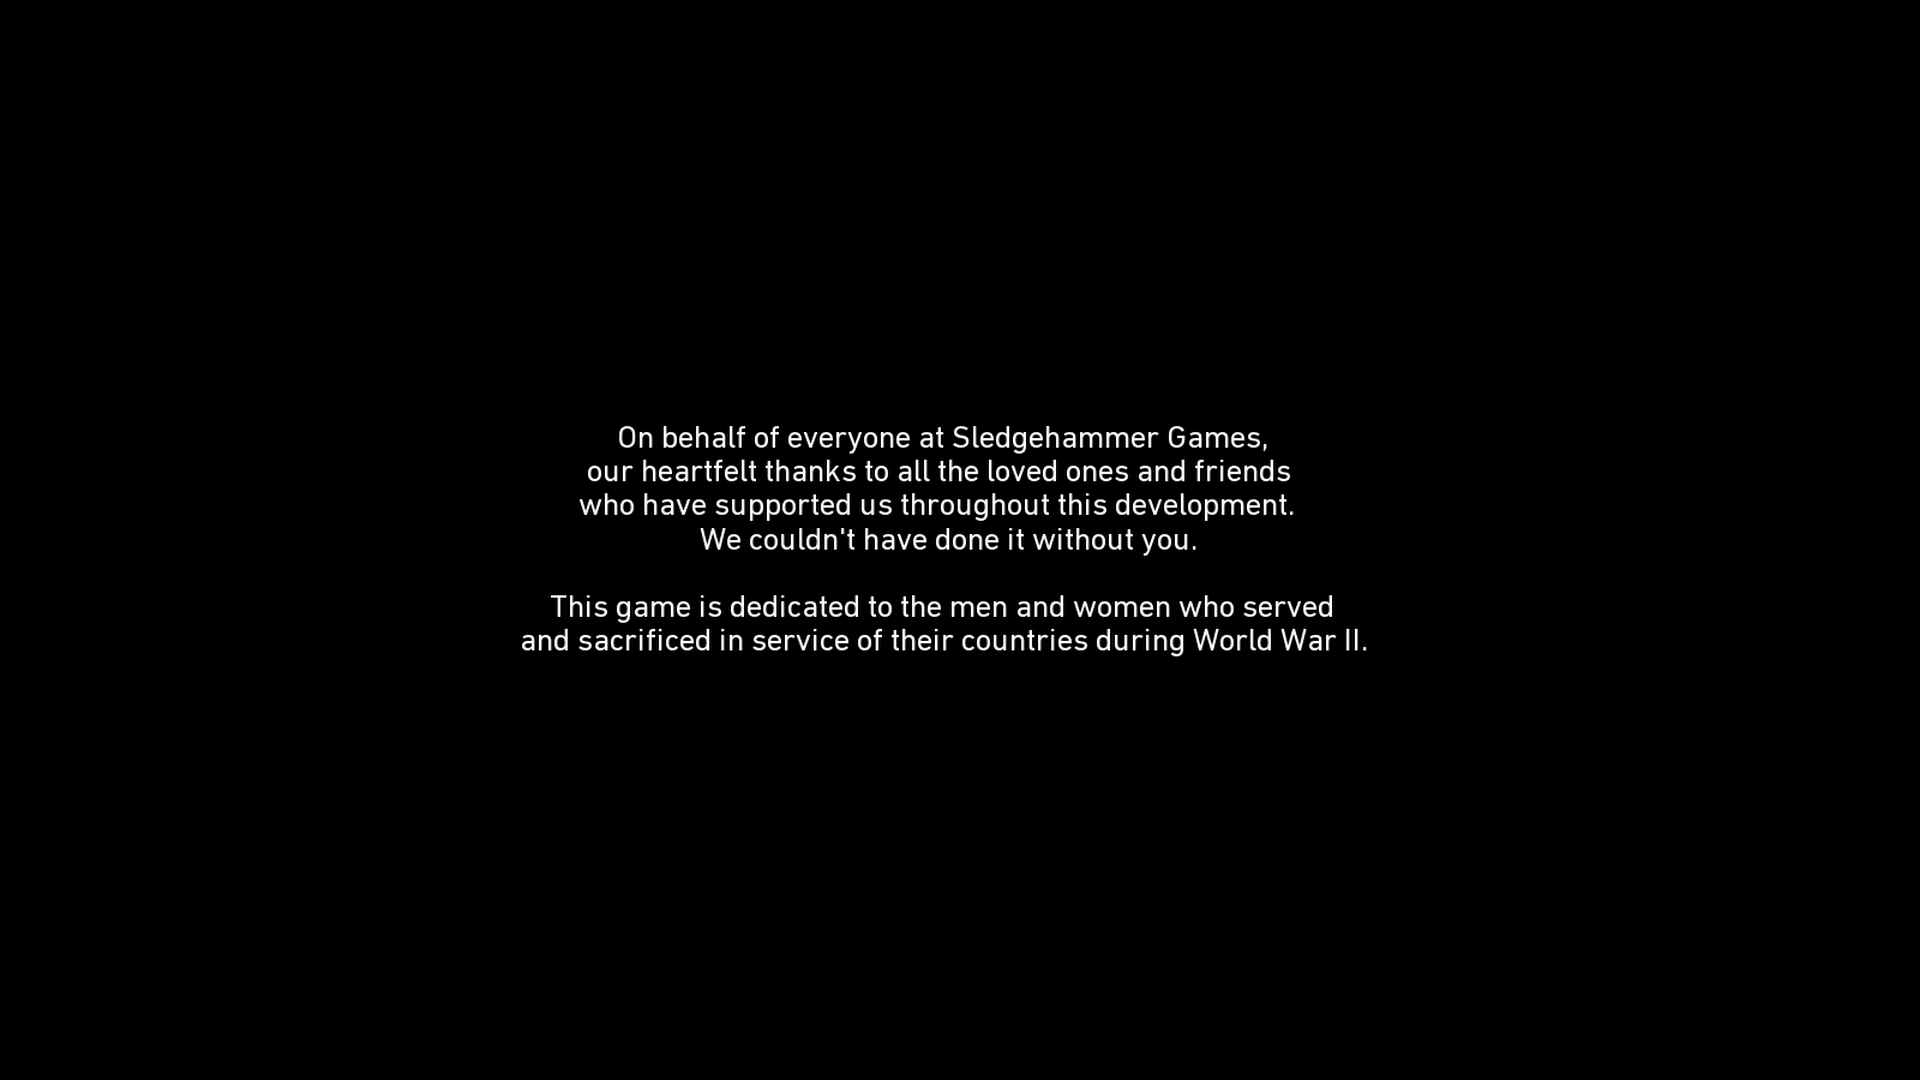 On behalf of everyone at Sledgehammer Games,
our heartfelt thanks to all the loved ones and friends
who have supported us throughout this development.
We couldn't have done it without you.
This game is dedicated to the men and women who served
and sacrificed in service of their countries during World War II.